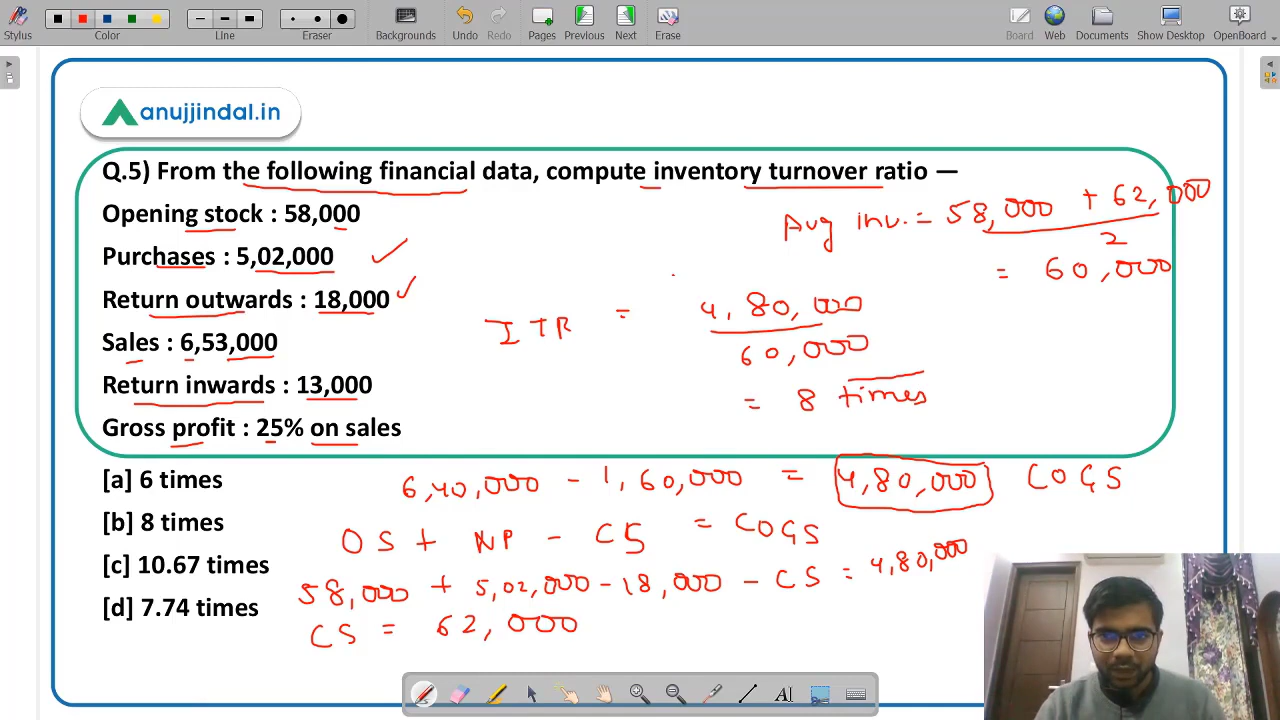 Stylus
Color
Line
Eraser
Backgrounds
Undo
Redo
Pages
Previous
Next
Erase
Board
Web
Documents
Show Desktop
OpenBoard
anujjindal.in
Q.5) From the following financial data, compute inventory turnover ratio —
Opening stock : 58,000
Purchases : 5,02,000
Return outwards : 18,000
Sales : 6,53,000
Return inwards : 13,000
Gross profit : 25% on sales
Avg inv. = 58,000 + 62,000
2
= 60,000
ITR = 4,80,000
60,000
= 8 times
[a] 6 times
[b] 8 times
[c] 10.67 times
[d] 7.74 times
6,40,000 - 1,60,000 = 4,80,000 COGS
OS + NP - CS = COGS
58,000 + 5,02,000 - 18,000 - CS = 4,80,000
CS = 62,000